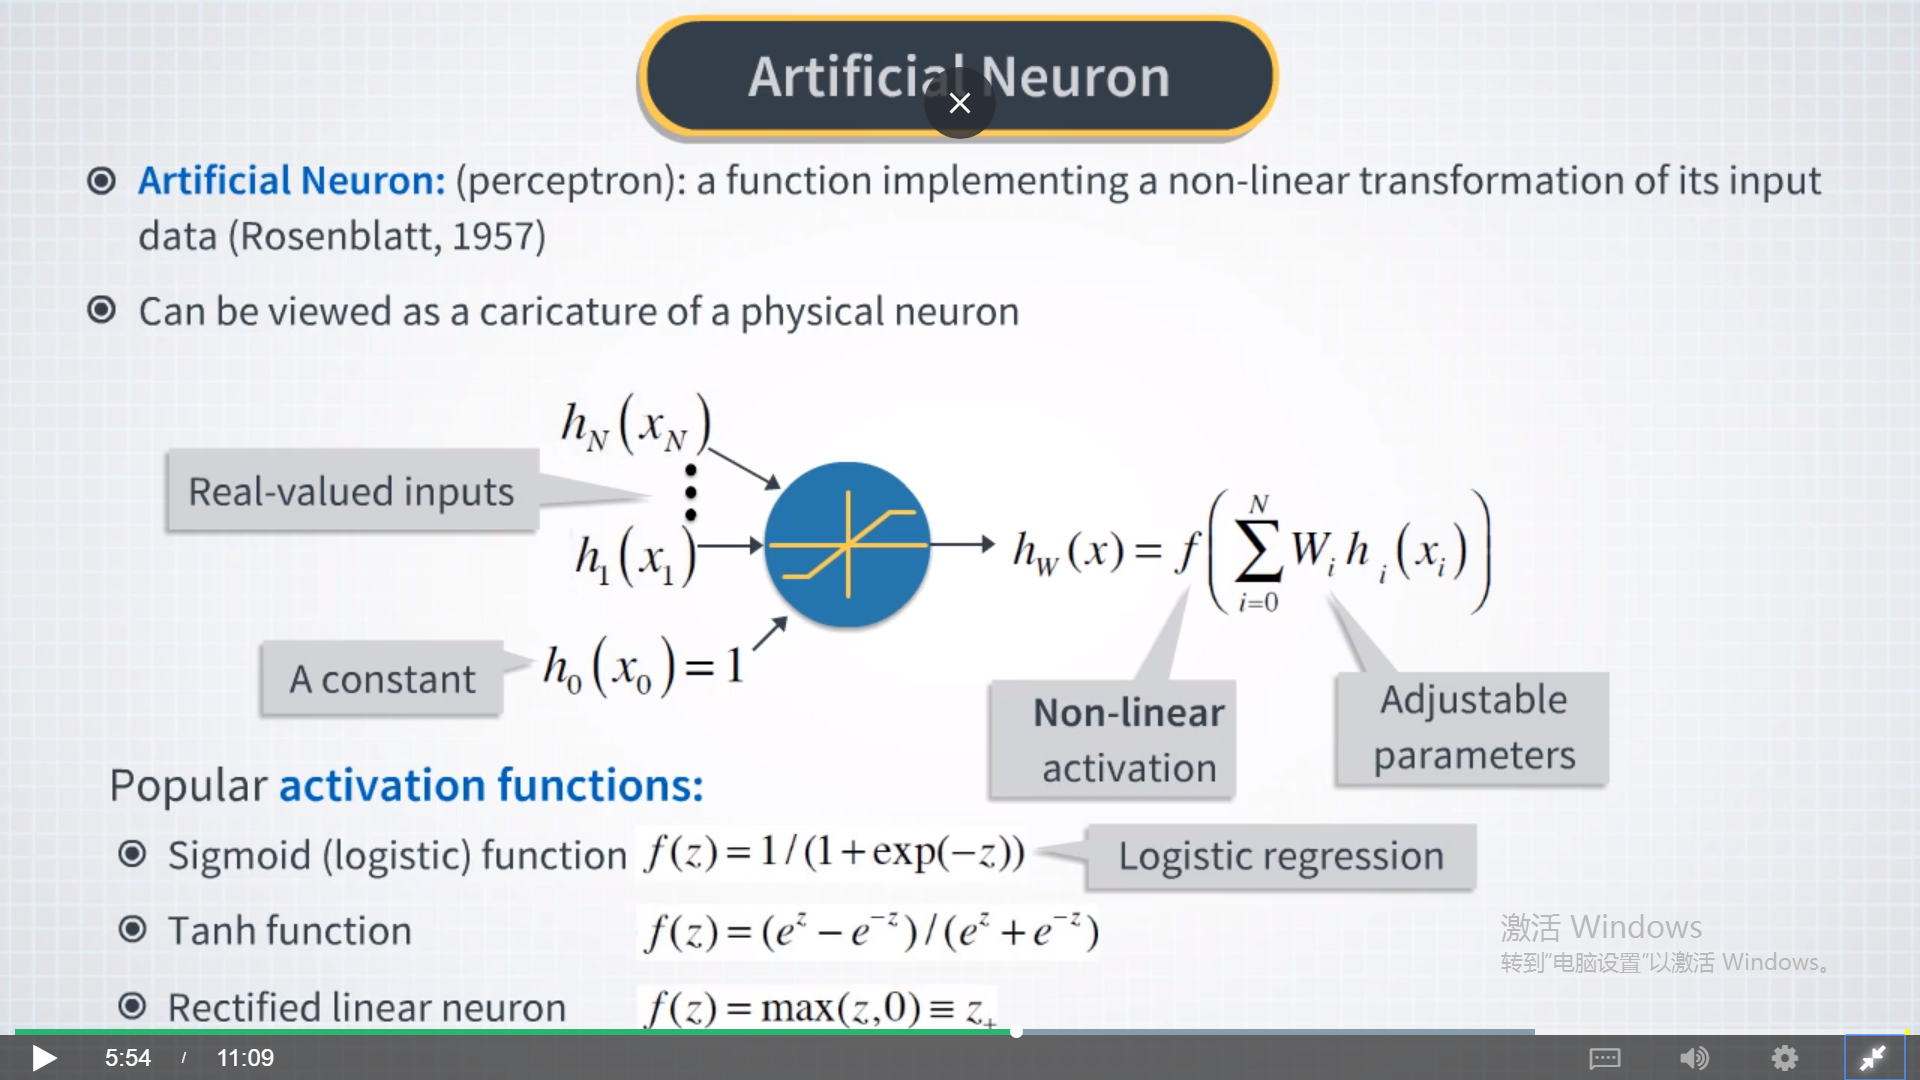 Artificial Neuron
Artificial Neuron: (perceptron): a function implementing a non-linear transformation of its input
data (Rosenblatt, 1957)
Can be viewed as a caricature of a physical neuron
h_N(x_N)
Real-valued inputs
h_1(x_1)
h_W(x) = f(∑_{i=0}^{N} W_i h_i(x_i))
A constant
h_0(x_0) = 1
Non-linear
activation
Adjustable
parameters
Popular activation functions:
Sigmoid (logistic) function f(z) = 1/(1+exp(−z))
Logistic regression
Tanh function f(z) = (e^z − e^{−z})/(e^z + e^{−z})
Rectified linear neuron f(z) = max(z,0) ≡ z_+
激活 Windows
转到“电脑设置”以激活 Windows。
5:54 / 11:09